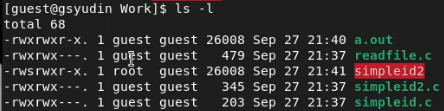 [guest@gsyudin Work]$ ls -l
total 68
-rwxrwxr-x. 1 guest guest 26008 Sep 27 21:40 a.out
-rwxrwx---. 1 guest guest 479 Sep 27 21:37 readfile.c
-rwsrwxr-x. 1 root guest 26008 Sep 27 21:41 simpleid2
-rwxrwx---. 1 guest guest 345 Sep 27 21:37 simpleid2.c
-rwxrwx---. 1 guest guest 203 Sep 27 21:37 simpleid.c